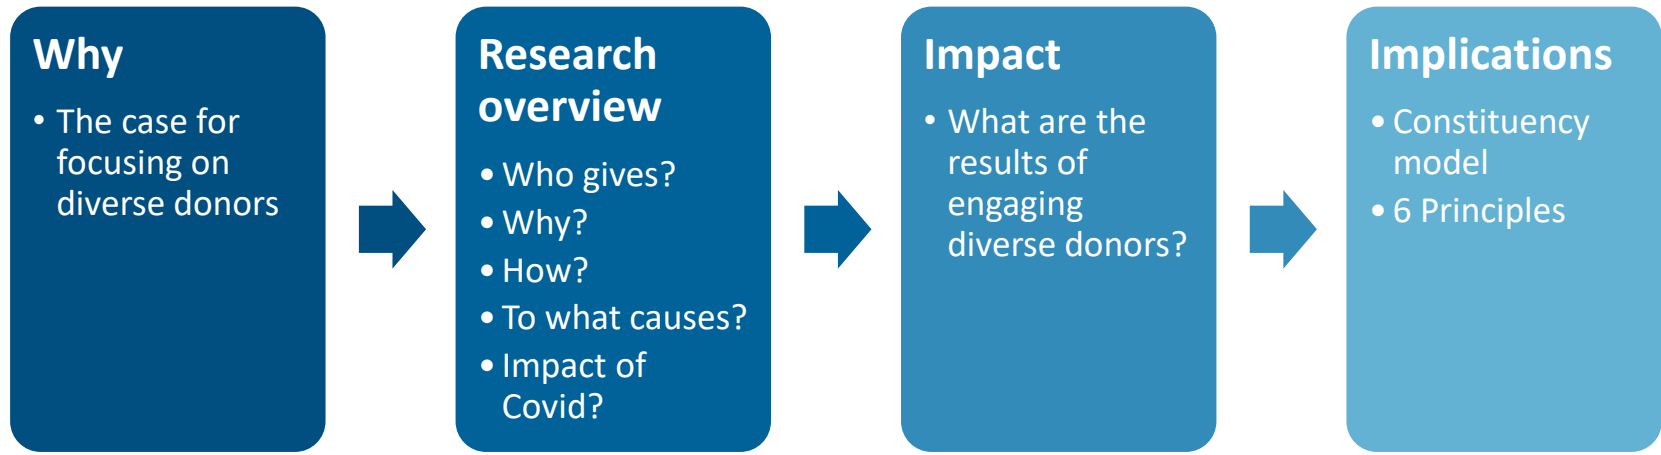 Why
• The case for
focusing on
diverse donors
Research
overview
• Who gives?
• Why?
• How?
• To what causes?
• Impact of
Covid?
Impact
• What are the
results of
engaging
diverse donors?
Implications
• Constituency
model
• 6 Principles